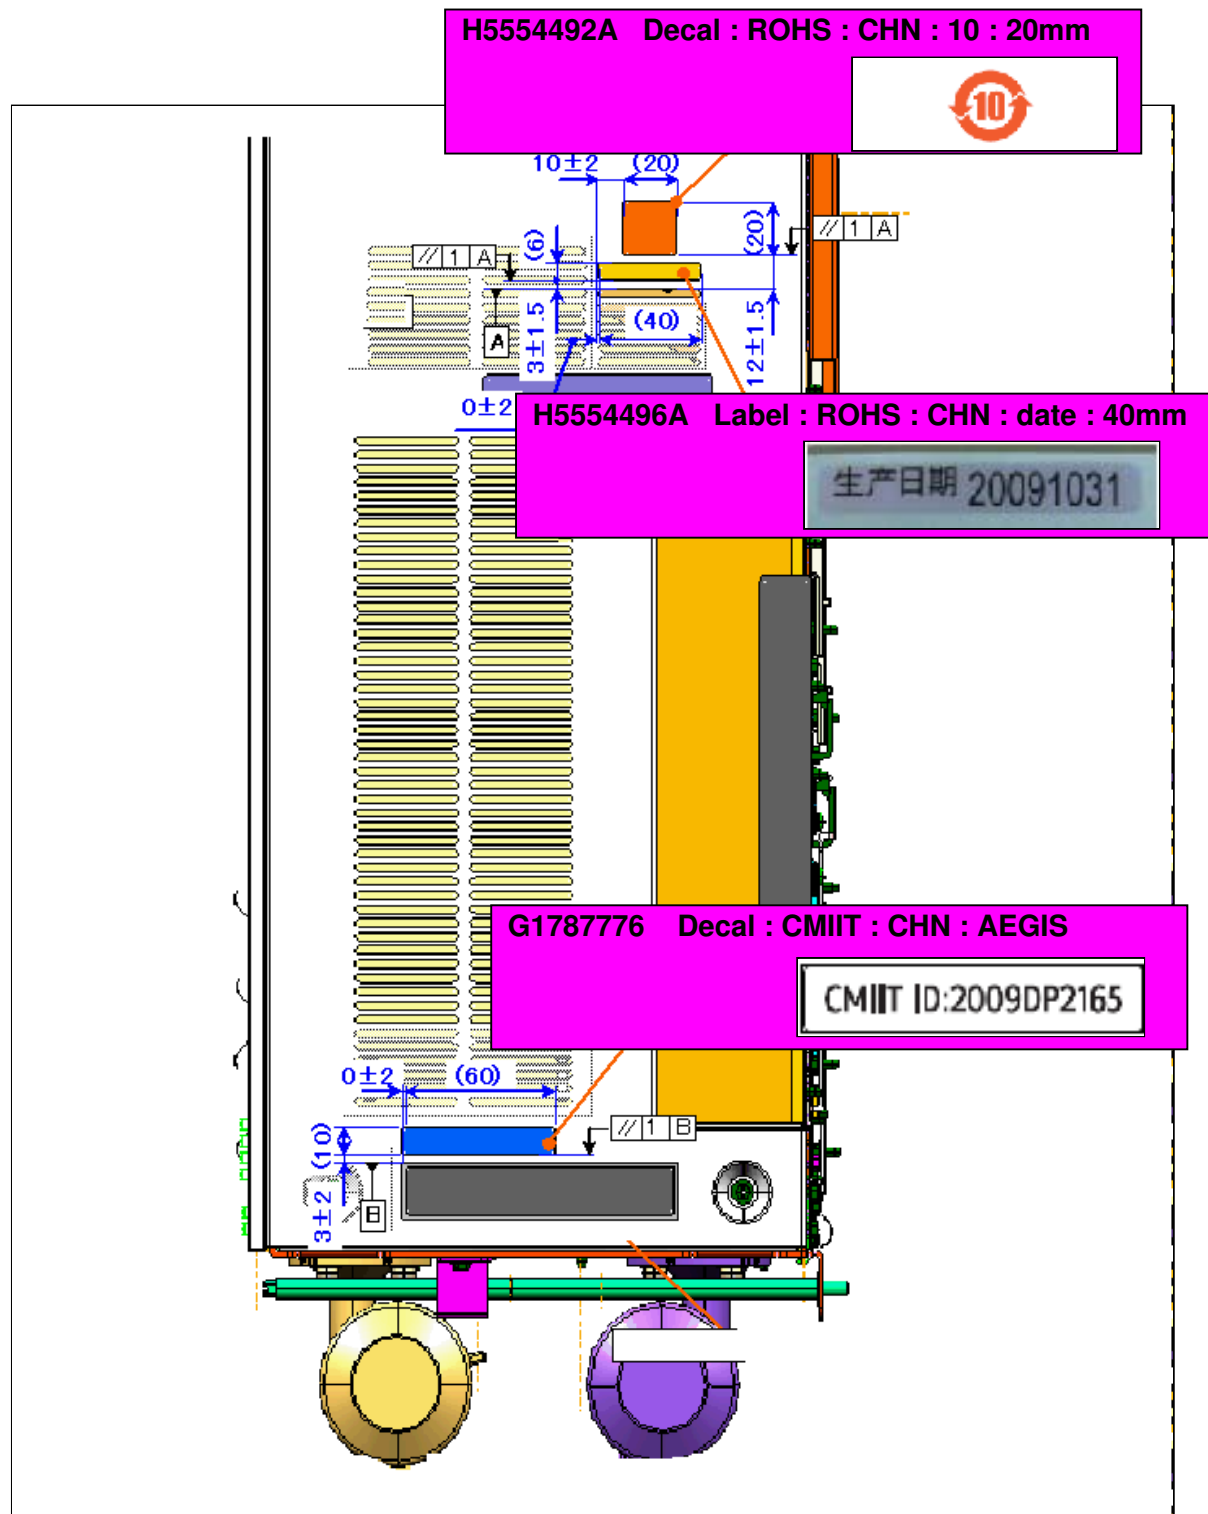 H5554492A Decal : ROHS : CHN : 10 : 20mm
10
10±2
(20)
(20)
// 1 A
(6)
// 1 A
A
3±1.5
(40)
12±1.5
0±2
H5554496A Label : ROHS : CHN : date : 40mm
生产日期 20091031
G1787776 Decal : CMIIT : CHN : AEGIS
CMIIT ID:2009DP2165
0±2
(60)
(10)
// 1 B
3±2
B